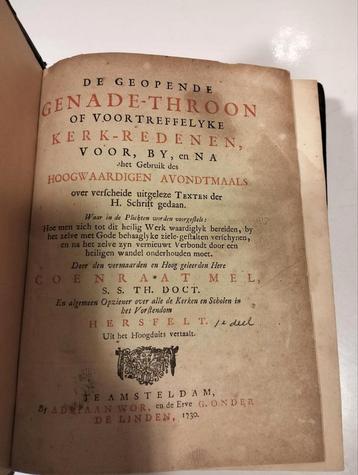 DE GEOPENDE
GENADE-THROON
OF VOORTREFFELYKE
KERK-REDENEN,
VOOR, BY, en NA
het Gebruik des
HOOGWAARDIGEN AVONDTMAALS
over verscheide uitgeleze TEXTEN der
H. Schrift gedaan.
Waar in de Plichten worden voorgestelt:
Hoe men zich tot dit heilig Werk waardiglyk bereiden, by
het zelve met Gode behaaglyke ziele-gestalten verschynen,
en na het zelve zyn vernieuwt Verbondt door een
heiligen wandel onderhouden moet.
Door den vermaarden en Hoog geleerden Here
COENRAAT MEL,
S. S. TH. DOCT.
En algemeen Opziener over alle de Kerken en Scholen in
het Vorstendom
HERSFELT. 1e deel
Uit het Hoogduits vertaalt.
TE AMSTELDAM,
By ADRIAAN WOR, en de Erve G. ONDER
DE LINDEN, 1730.